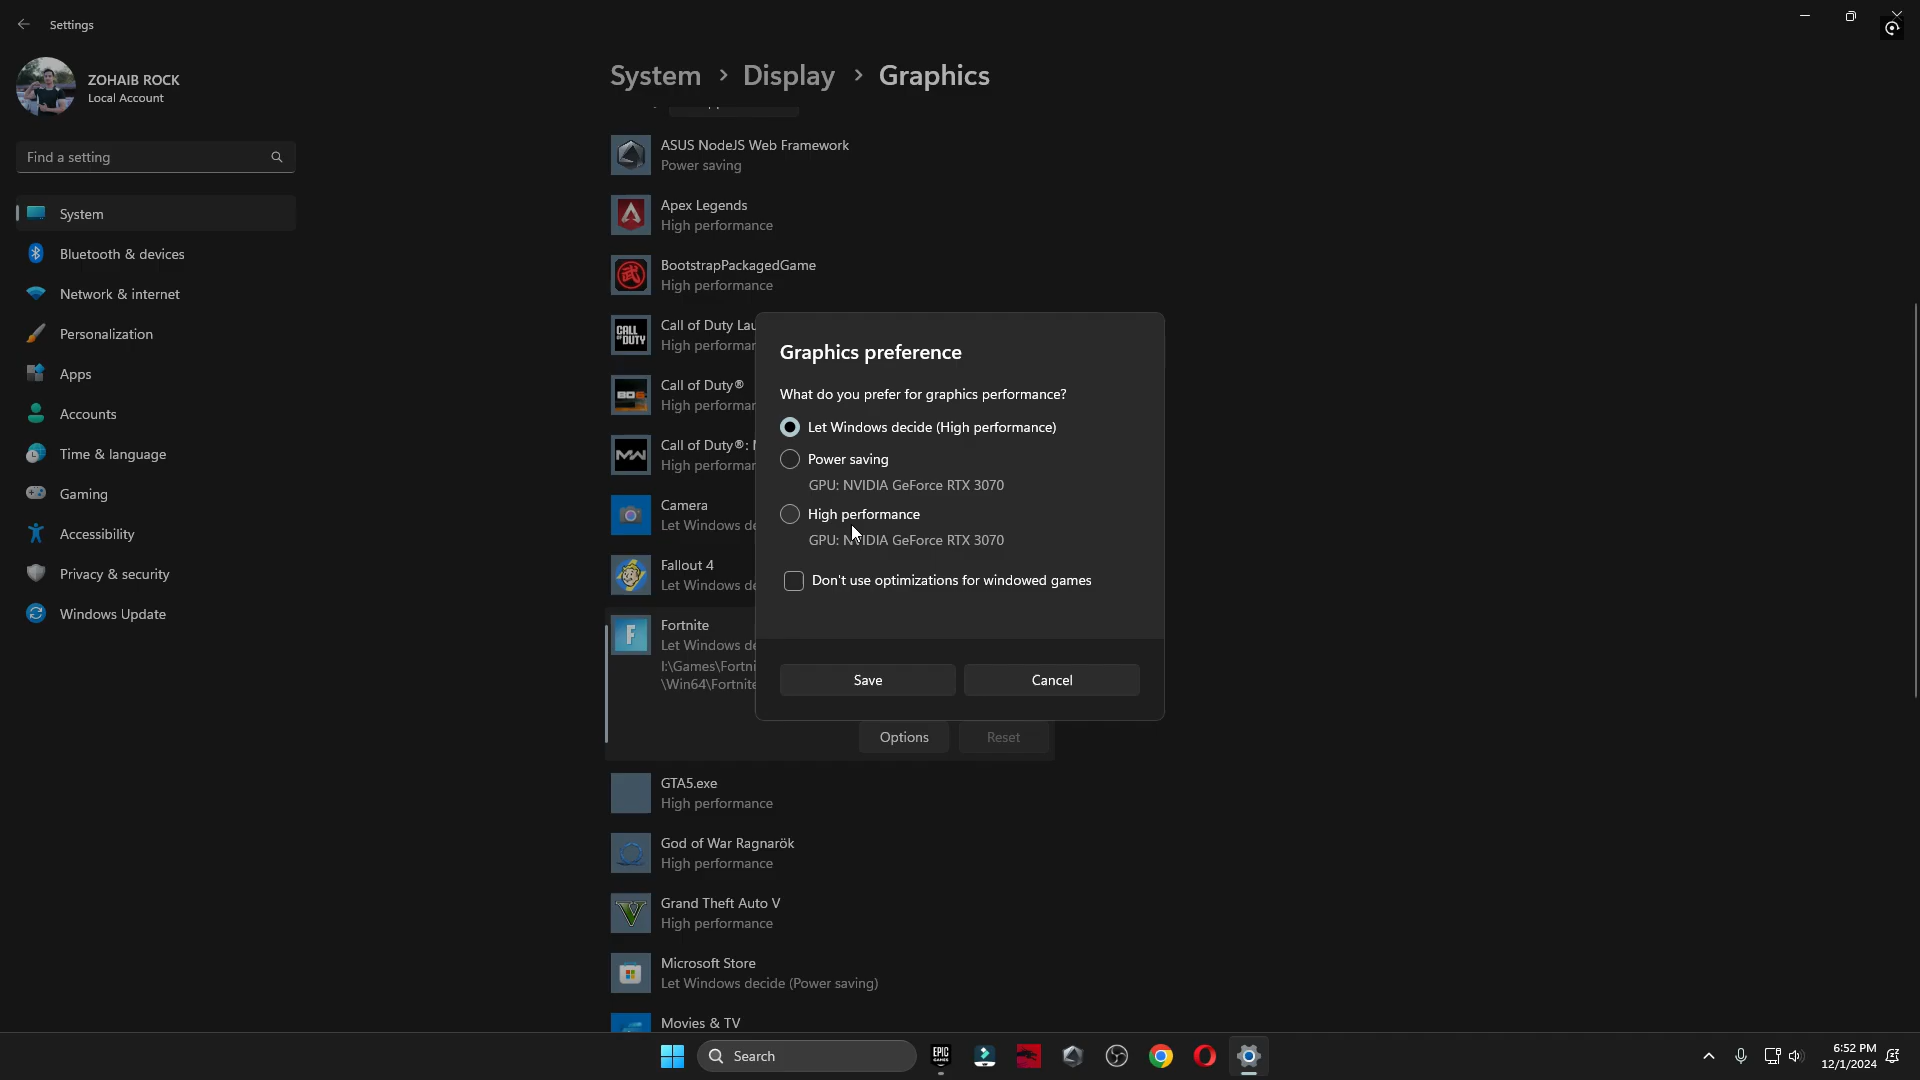 Settings
ZOHAIB ROCK
Local Account
Find a setting
System
Bluetooth & devices
Network & internet
Personalization
Apps
Accounts
Time & language
Gaming
Accessibility
Privacy & security
Windows Update
System > Display > Graphics
ASUS NodeJS Web Framework
Power saving
Apex Legends
High performance
BootstrapPackagedGame
High performance
CALL OF DUTY
Call of Duty Lau
High performan
Call of Duty®
High performan
MW
Call of Duty®:
High performan
Camera
Let Windows de
Fallout 4
Let Windows de
F
Fortnite
Let Windows de
I:\Games\Fortni
\Win64\Fortnite
Options
Reset
GTA5.exe
High performance
God of War Ragnarök
High performance
V
Grand Theft Auto V
High performance
Microsoft Store
Let Windows decide (Power saving)
Movies & TV
Graphics preference
What do you prefer for graphics performance?
Let Windows decide (High performance)
Power saving
GPU: NVIDIA GeForce RTX 3070
High performance
GPU: NVIDIA GeForce RTX 3070
Don't use optimizations for windowed games
Save
Cancel
Search
EPIC GAMES
6:52 PM
12/1/2024